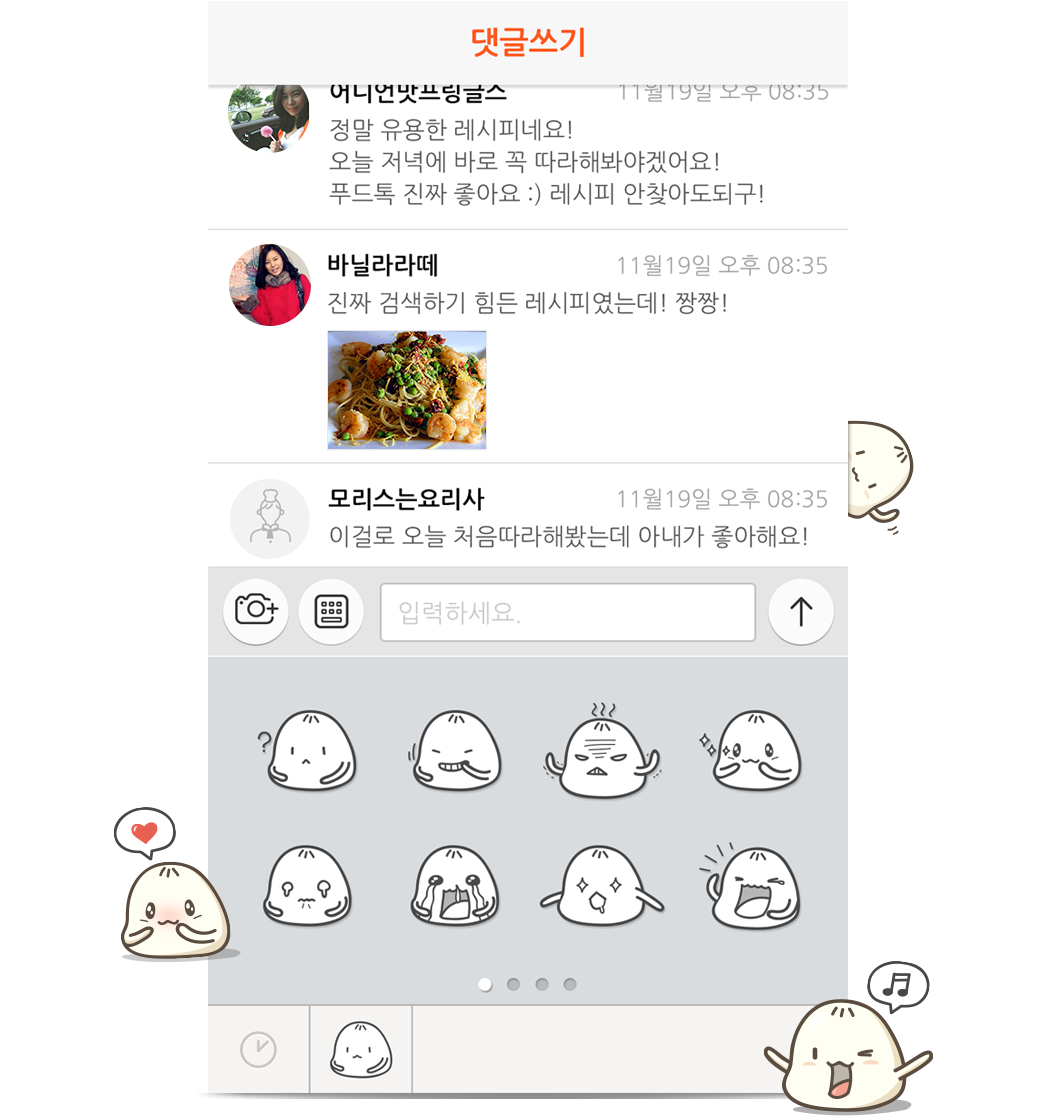 댓글쓰기
어니언맛프링글스
11월19일 오후 08:35
정말 유용한 레시피네요!
오늘 저녁에 바로 꼭 따라해봐야겠어요!
푸드톡 진짜 좋아요 :) 레시피 안찾아도되구!
바닐라라떼
11월19일 오후 08:35
진짜 검색하기 힘든 레시피였는데! 짱짱!
모리스는요리사
11월19일 오후 08:35
이걸로 오늘 처음따라해봤는데 아내가 좋아해요!
입력하세요.
?